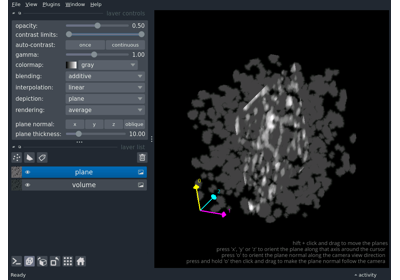 File View Plugins Window Help
layer controls
opacity: 0.50
contrast limits:
auto-contrast: once continuous
gamma: 1.00
colormap: gray
blending: additive
interpolation: linear
depiction: plane
rendering: average
plane normal: x y z oblique
plane thickness: 10.00
layer list
plane
volume
shift + click and drag to move the planes
press 'x', 'y' or 'z' to orient the plane along that axis around the cursor
press 'o' to orient the plane normal along the camera direction
press and hold 'o' then click and drag to make the plane normal follow the camera
Ready
activity